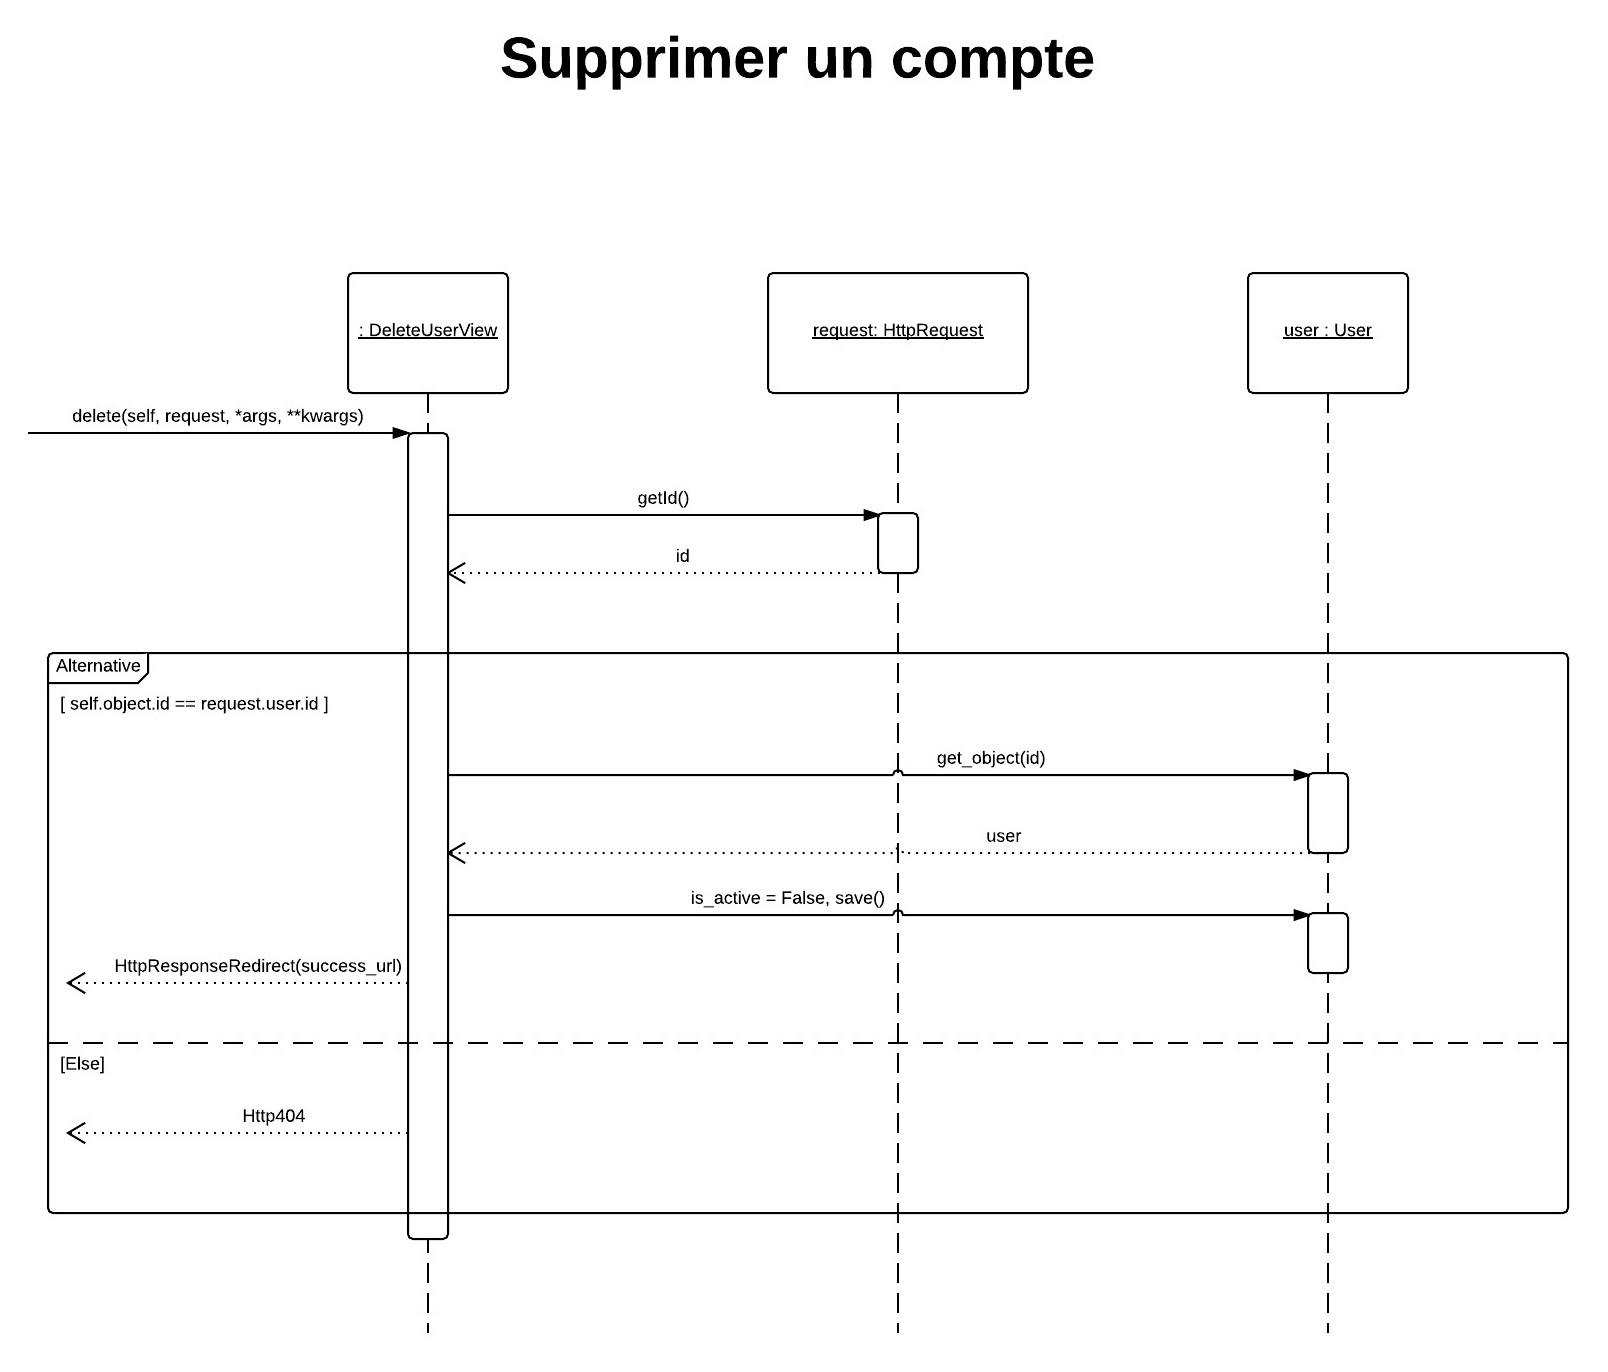 Supprimer un compte
: DeleteUserView
request: HttpRequest
user : User
delete(self, request, *args, **kwargs)
getId()
id
Alternative
[ self.object.id == request.user.id ]
get_object(id)
user
is_active = False, save()
HttpResponseRedirect(success_url)
[Else]
Http404